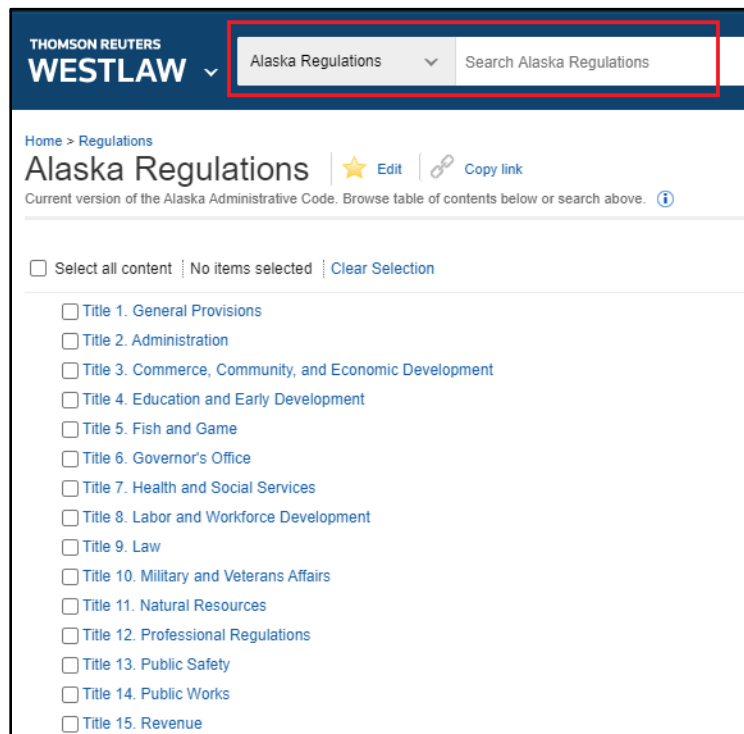 THOMSON REUTERS
WESTLAW
Alaska Regulations
Search Alaska Regulations
Home > Regulations
Alaska Regulations
Edit
Copy link
Current version of the Alaska Administrative Code. Browse table of contents below or search above.
Select all content
No items selected
Clear Selection
Title 1. General Provisions
Title 2. Administration
Title 3. Commerce, Community, and Economic Development
Title 4. Education and Early Development
Title 5. Fish and Game
Title 6. Governor's Office
Title 7. Health and Social Services
Title 8. Labor and Workforce Development
Title 9. Law
Title 10. Military and Veterans Affairs
Title 11. Natural Resources
Title 12. Professional Regulations
Title 13. Public Safety
Title 14. Public Works
Title 15. Revenue